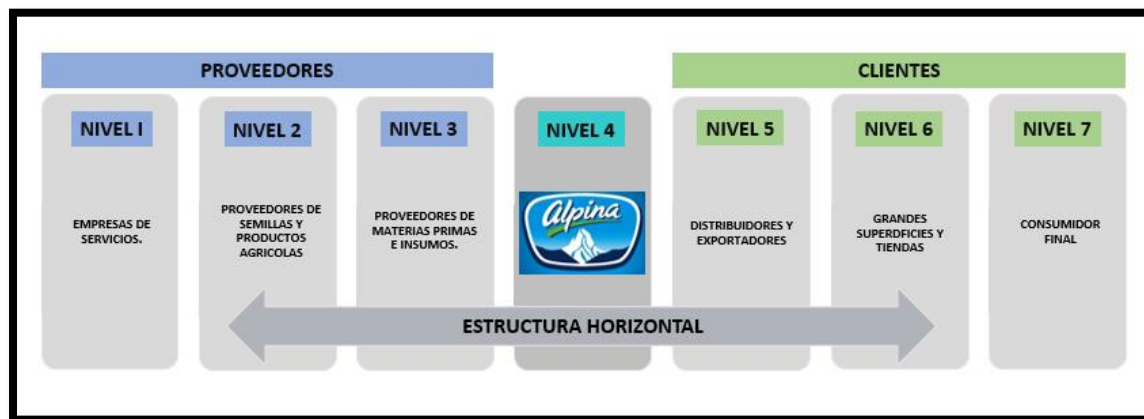 PROVEEDORES
CLIENTES
NIVEL I
NIVEL 2
NIVEL 3
NIVEL 4
NIVEL 5
NIVEL 6
NIVEL 7
EMPRESAS DE
SERVICIOS.
PROVEEDORES DE
SEMILLAS Y
PRODUCTOS
AGRICOLAS
PROVEEDORES DE
MATERIAS PRIMAS
E INSUMOS.
alpina
DISTRIBUIDORES Y
EXPORTADORES
GRANDES
SUPERDFICIES Y
TIENDAS
CONSUMIDOR
FINAL
ESTRUCTURA HORIZONTAL